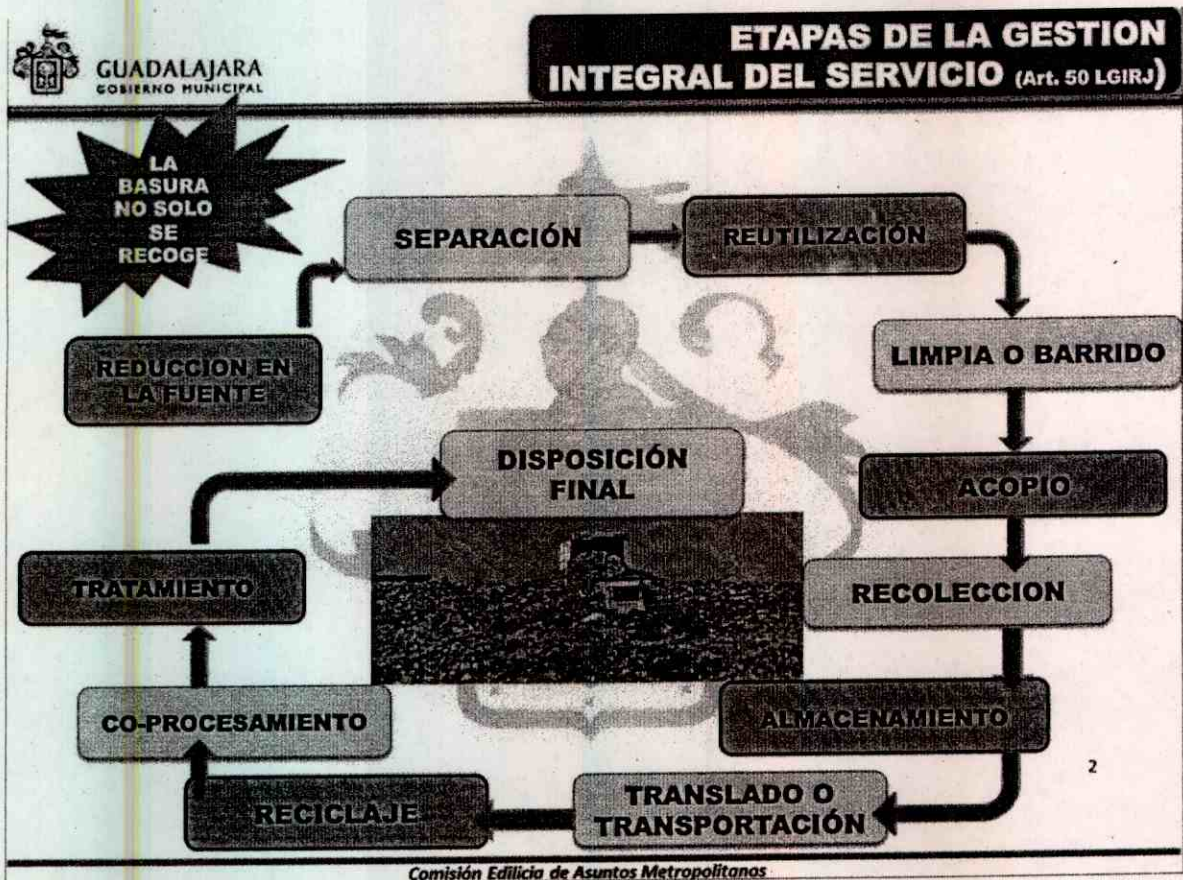 GUADALAJARA
GOBIERNO MUNICIPAL
ETAPAS DE LA GESTION
INTEGRAL DEL SERVICIO (Art. 50 LGIRJ)
LA
BASURA
NO SOLO
SE
RECOGE
REDUCCION EN
LA FUENTE
SEPARACIÓN
REUTILIZACIÓN
LIMPIA O BARRIDO
ACOPIO
RECOLECCION
ALMACENAMIENTO
TRANSLADO O
TRANSPORTACIÓN
RECICLAJE
CO-PROCESAMIENTO
TRATAMIENTO
DISPOSICIÓN
FINAL
2
Comisión Edilicia de Asuntos Metropolitanos